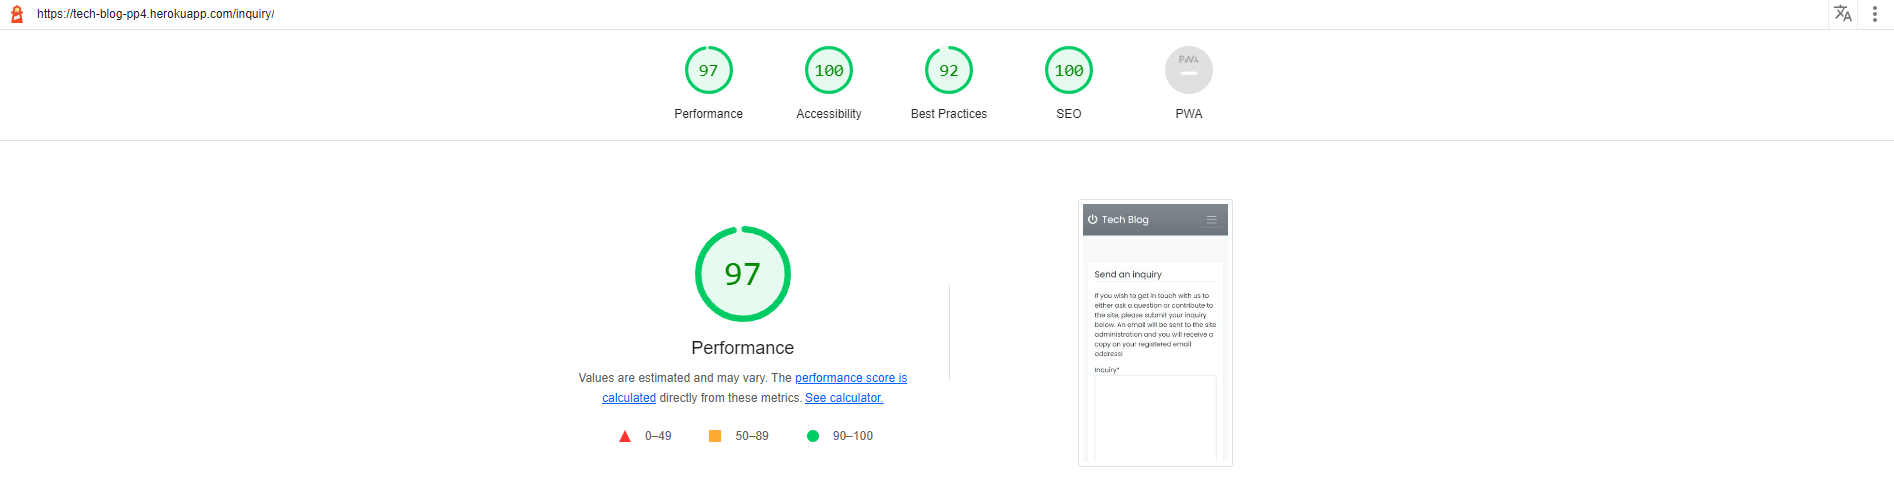 https://tech-blog-pp4.herokuapp.com/inquiry/
97
100
92
100
PWA
Performance
Accessibility
Best Practices
SEO
PWA
97
Performance
Values are estimated and may vary. The performance score is
calculated directly from these metrics. See calculator.
0–49
50–89
90–100
Tech Blog
Send an inquiry
If you wish to get in touch with us to
either ask a question or contribute to
the site, please submit your inquiry
below. An email will be sent to the site
administration and you will receive a
copy on your registered email
address!
Inquiry*